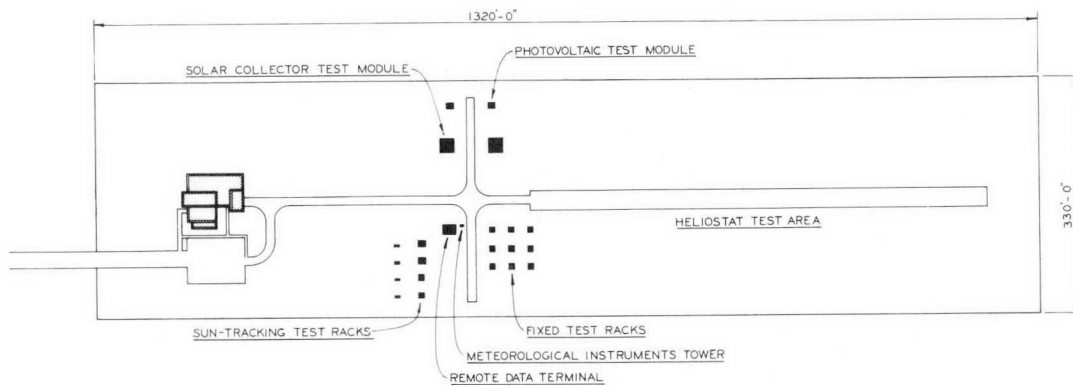 1320'-0"
PHOTOVOLTAIC TEST MODULE
SOLAR COLLECTOR TEST MODULE
330'-0"
HELIOSTAT TEST AREA
SUN-TRACKING TEST RACKS
FIXED TEST RACKS
METEOROLOGICAL INSTRUMENTS TOWER
REMOTE DATA TERMINAL